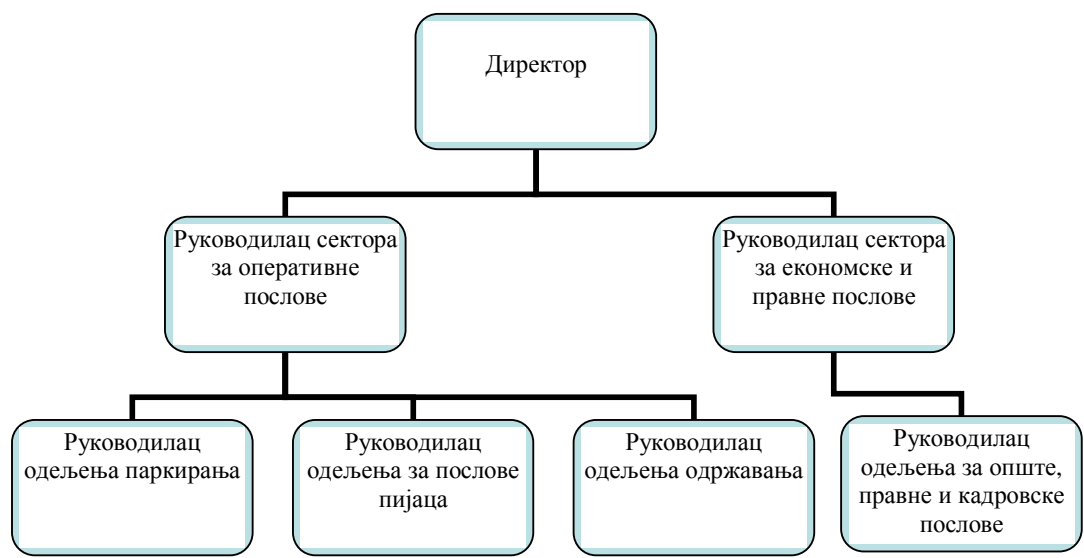 Директор
Руководилац сектора
за оперативне
послове
Руководилац сектора
за економске и
правне послове
Руководилац
одељења паркирања
Руководилац
одељења за послове
пијаца
Руководилац
одељења одржавања
Руководилац
одељења за опште,
правне и кадровске
послове